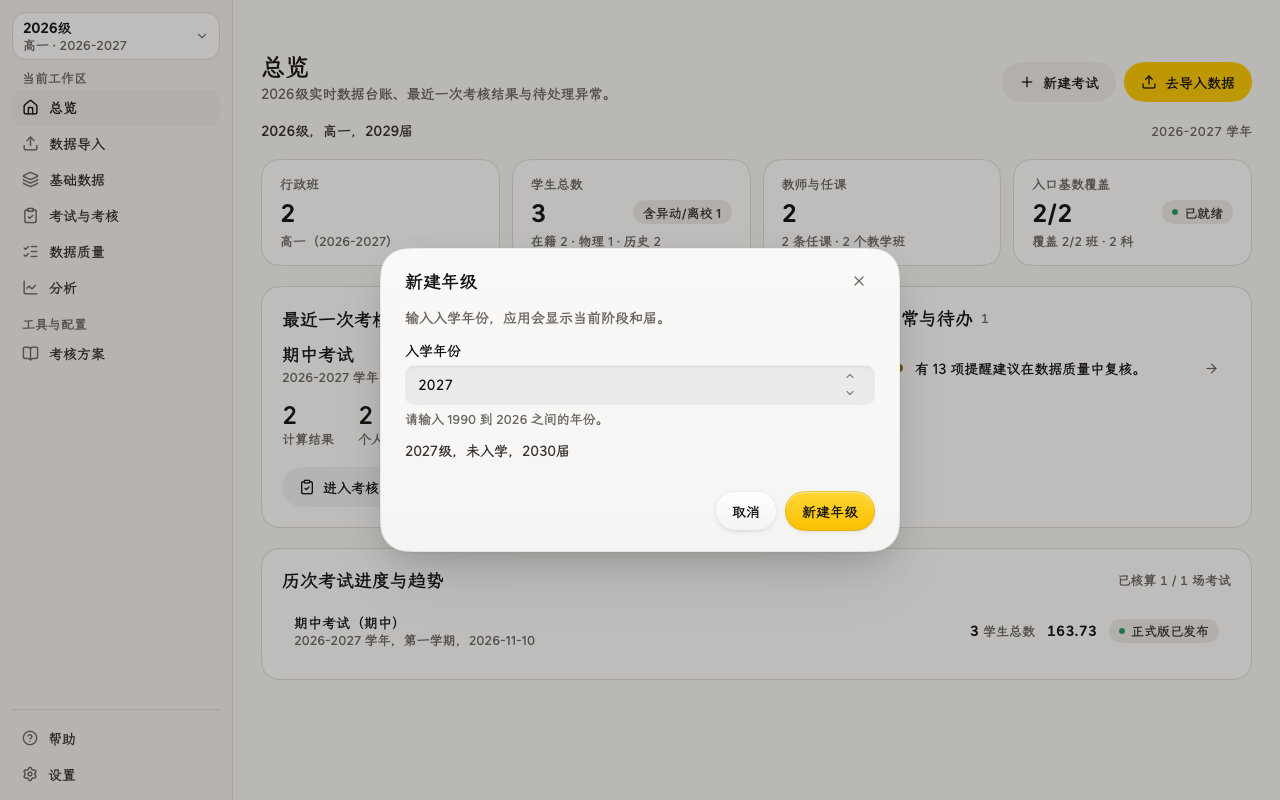 2026级
高一 · 2026-2027
当前工作区
总览
数据导入
基础数据
考试与考核
数据质量
分析
工具与配置
考核方案
帮助
设置
总览
2026级实时数据台账、最近一次考核结果与待处理异常。
新建考试
去导入数据
2026级，高一，2029届
2026-2027 学年
行政班
2
高一（2026-2027）
学生总数
3
含异动/离校 1
在籍 2 · 物理 1 · 历史 2
教师与任课
2
2 条任课 · 2 个教学班
入口基数覆盖
2/2
已就绪
覆盖 2/2 班 · 2 科
最近一次考
期中考试
2026-2027 学年
2
计算结果
2
个人
进入考核
常与待办 1
有 13 项提醒建议在数据质量中复核。
新建年级
输入入学年份，应用会显示当前阶段和届。
入学年份
2027
请输入 1990 到 2026 之间的年份。
2027级，未入学，2030届
取消
新建年级
历次考试进度与趋势
已核算 1 / 1 场考试
期中考试（期中）
2026-2027 学年，第一学期，2026-11-10
3 学生总数
163.73
正式版已发布